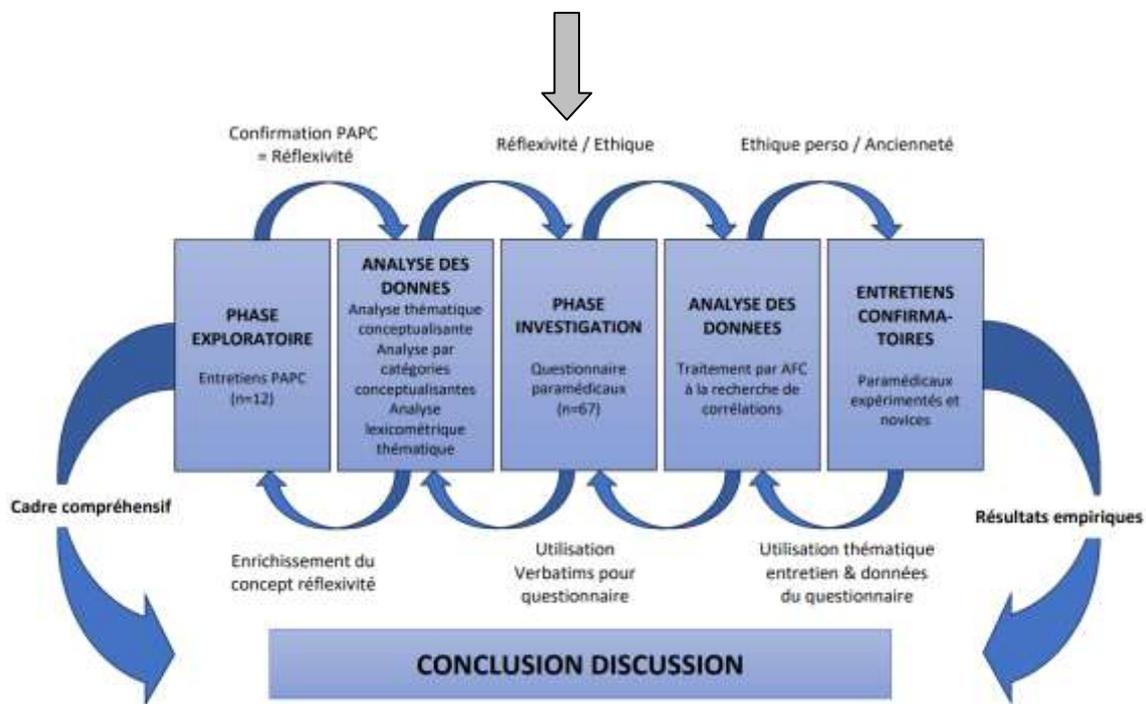 Confirmation PAPC
= Réflexivité
Réflexivité / Ethique
Ethique perso / Ancienneté
PHASE
EXPLORATOIRE
Entretiens PAPC
(n=12)
ANALYSE DES
DONNES
Analyse thématique
conceptualisante
Analyse par
catégories
conceptualisantes
Analyse
lexicométrique
thématique
PHASE
INVESTIGATION
Questionnaire
paramédicaux
(n=67)
ANALYSE DES
DONNEES
Traitement par AFC
à la recherche de
corrélations
ENTRETIENS
CONFIRMA-
TOIRES
Paramédicaux
expérimentés et
novices
Cadre compréhensif
Résultats empiriques
Enrichissement du
concept réflexivité
Utilisation
Verbatims pour
questionnaire
Utilisation thématique
entretien & données
du questionnaire
CONCLUSION DISCUSSION